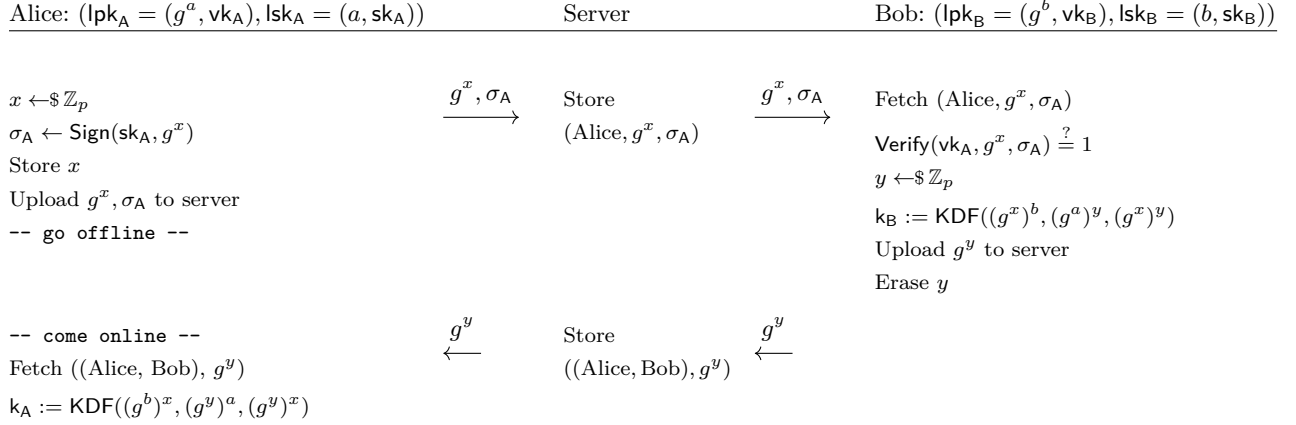 Alice: (lpk_A = (g^a, vk_A), lsk_A = (a, sk_A)) Server Bob: (lpk_B = (g^b, vk_B), lsk_B = (b, sk_B))
x ←$ ℤ_p
σ_A ← Sign(sk_A, g^x)
Store x
Upload g^x, σ_A to server
-- go offline --
g^x, σ_A
Store
(Alice, g^x, σ_A)
g^x, σ_A
Fetch (Alice, g^x, σ_A)
Verify(vk_A, g^x, σ_A) ≟ 1
y ←$ ℤ_p
k_B := KDF((g^x)^b, (g^a)^y, (g^x)^y)
Upload g^y to server
Erase y
-- come online --
Fetch ((Alice, Bob), g^y)
k_A := KDF((g^b)^x, (g^y)^a, (g^y)^x)
g^y
Store
((Alice, Bob), g^y)
g^y